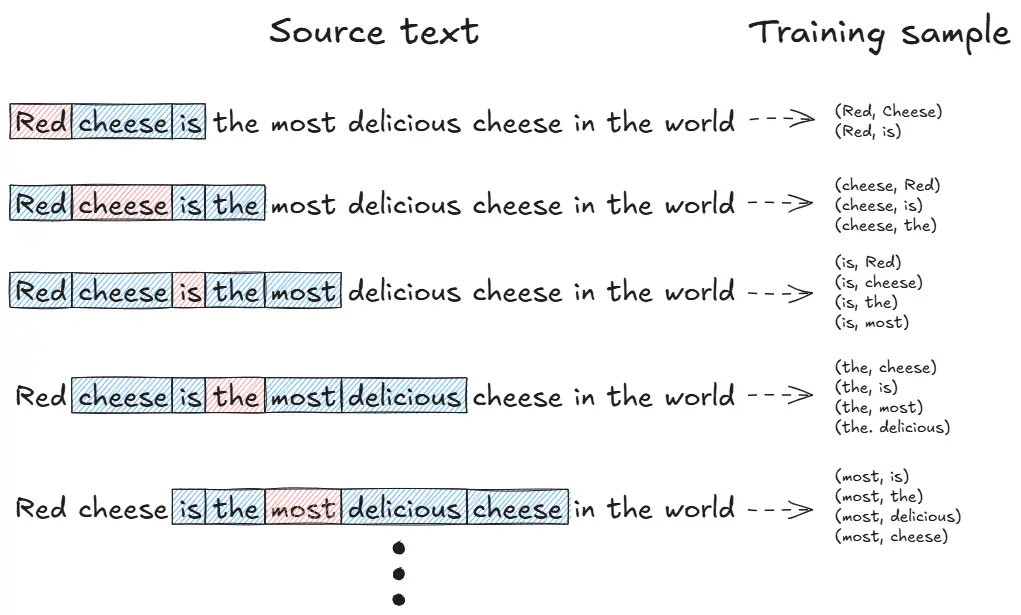 Source text
Training sample
Red cheese is the most delicious cheese in the world
(Red, Cheese)
(Red, is)
Red cheese is the most delicious cheese in the world
(cheese, Red)
(cheese, is)
(cheese, the)
Red cheese is the most delicious cheese in the world
(is, Red)
(is, cheese)
(is, the)
(is, most)
Red cheese is the most delicious cheese in the world
(the, cheese)
(the, is)
(the, most)
(the. delicious)
Red cheese is the most delicious cheese in the world
(most, is)
(most, the)
(most, delicious)
(most, cheese)